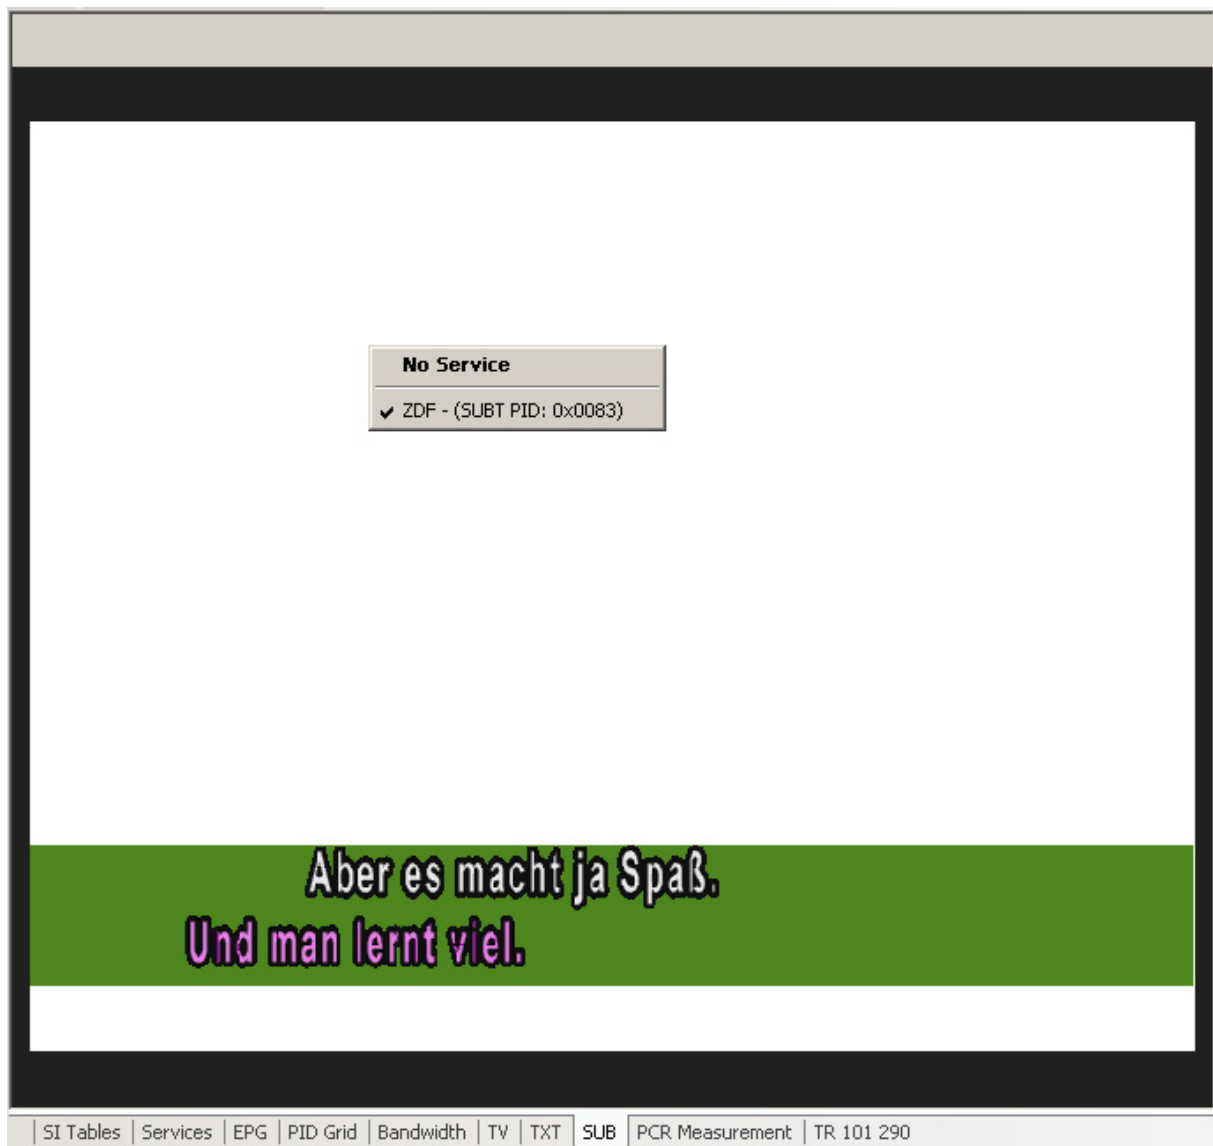 No Service
ZDF - (SUBT PID: 0x0083)
Aber es macht ja Spaß.
Und man lernt viel.
SI Tables | Services | EPG | PID Grid | Bandwidth | TV | TXT | SUB | PCR Measurement | TR 101 290